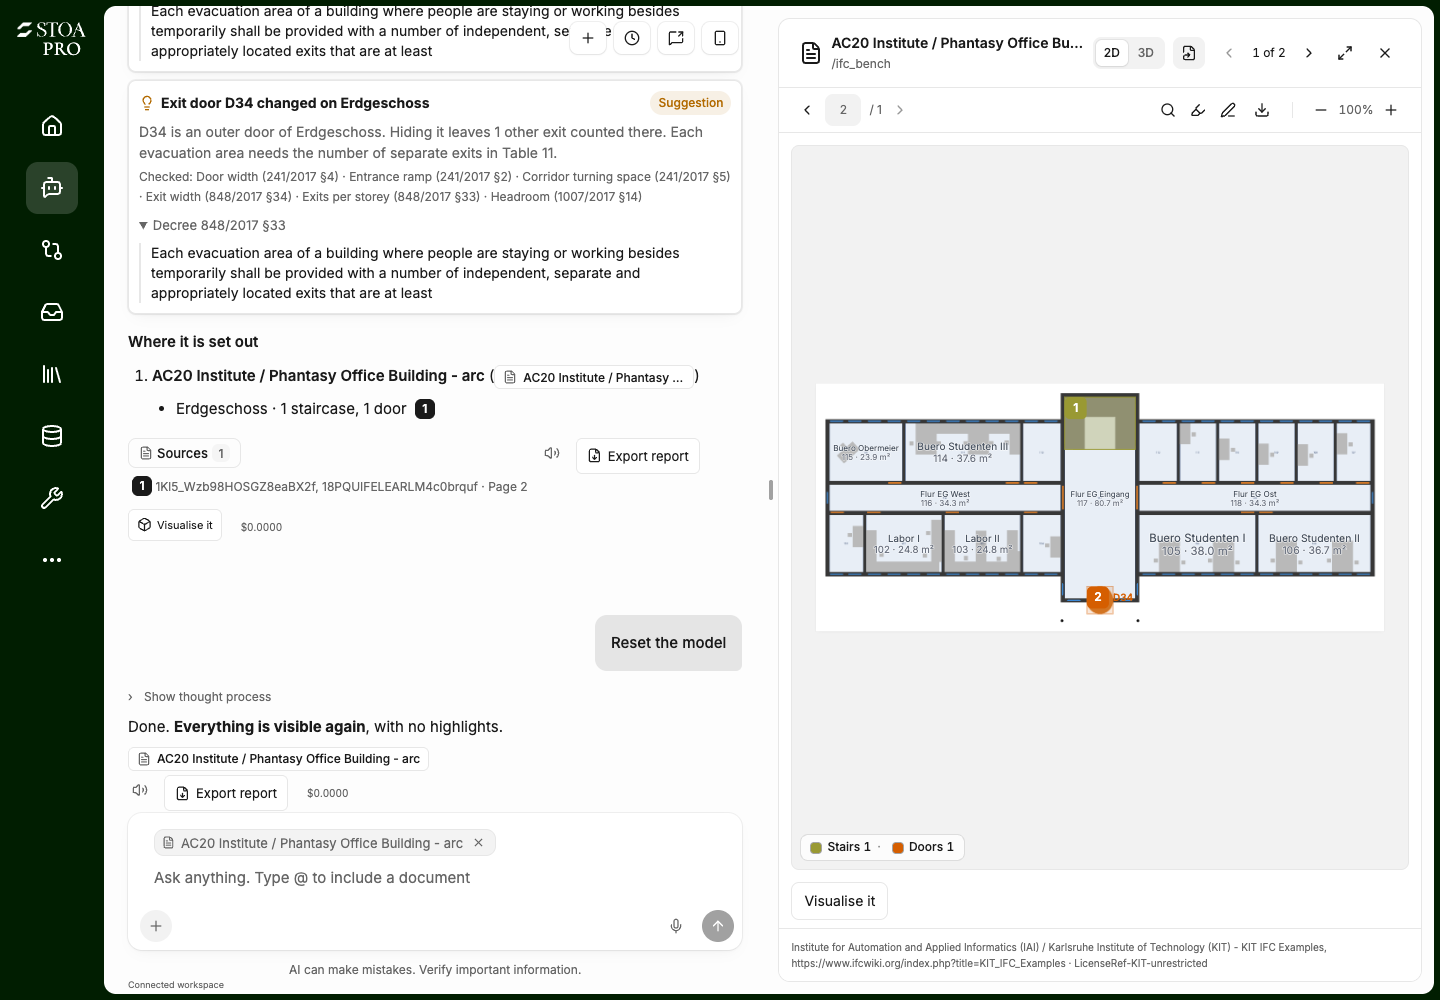 STOA
PRO
Each evacuation area of a building where people are staying or working besides
temporarily shall be provided with a number of independent, se
appropriately located exits that are at least
Exit door D34 changed on Erdgeschoss
Suggestion
D34 is an outer door of Erdgeschoss. Hiding it leaves 1 other exit counted there. Each
evacuation area needs the number of separate exits in Table 11.
Checked: Door width (241/2017 §4) · Entrance ramp (241/2017 §2) · Corridor turning space (241/2017 §5)
· Exit width (848/2017 §34) · Exits per storey (848/2017 §33) · Headroom (1007/2017 §14)
Decree 848/2017 §33
Each evacuation area of a building where people are staying or working besides
temporarily shall be provided with a number of independent, separate and
appropriately located exits that are at least
Where it is set out
1. AC20 Institute / Phantasy Office Building - arc (AC20 Institute / Phantasy ...)
• Erdgeschoss · 1 staircase, 1 door 1
Sources 1
Export report
1 1KI5_Wzb98HOSGZ8eaBX2f, 18PQUIFELEARLM4c0brquf · Page 2
Visualise it
$0.0000
Reset the model
Show thought process
Done. Everything is visible again, with no highlights.
AC20 Institute / Phantasy Office Building - arc
Export report
$0.0000
AC20 Institute / Phantasy Office Building - arc
Ask anything. Type @ to include a document
AI can make mistakes. Verify important information.
Connected workspace
AC20 Institute / Phantasy Office Bu...
/ifc_bench
2D 3D
1 of 2
2 / 1
100%
1
Buero Obermeier
115 · 23.9 m²
Buero Studenten III
114 · 37.6 m²
Flur EG West
116 · 34.3 m²
Flur EG Eingang
117 · 80.7 m²
Flur EG Ost
118 · 34.3 m²
Labor I
102 · 24.8 m²
Labor II
103 · 24.8 m²
Buero Studenten I
105 · 38.0 m²
Buero Studenten II
106 · 36.7 m²
2 D34
Stairs 1 · Doors 1
Visualise it
Institute for Automation and Applied Informatics (IAI) / Karlsruhe Institute of Technology (KIT) - KIT IFC Examples,
https://www.ifcwiki.org/index.php?title=KIT_IFC_Examples · LicenseRef-KIT-unrestricted